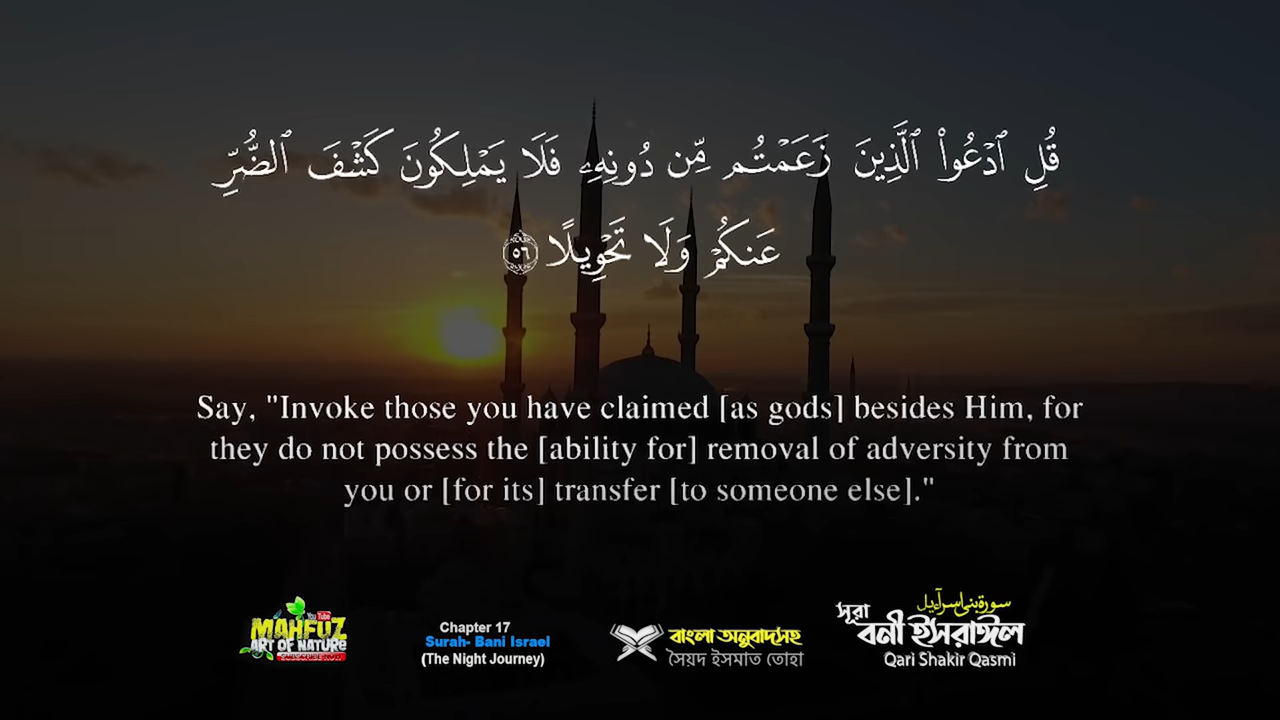 قُلِ ٱدْعُوا۟ ٱلَّذِينَ زَعَمْتُم مِّن دُونِهِۦ فَلَا يَمْلِكُونَ كَشْفَ ٱلضُّرِّ
عَنكُمْ وَلَا تَحْوِيلًا ٥٦
Say, "Invoke those you have claimed [as gods] besides Him, for
they do not possess the [ability for] removal of adversity from
you or [for its] transfer [to someone else]."
You Tube
MAHFUZ
ART OF NATURE
Chapter 17
Surah- Bani Israel
(The Night Journey)
বাংলা অনুবাদসহ
সৈয়দ ইসমাত তোহা
سورة بنی اسرآءیل
সূরা
বনী ইসরাঈল
Qari Shakir Qasmi